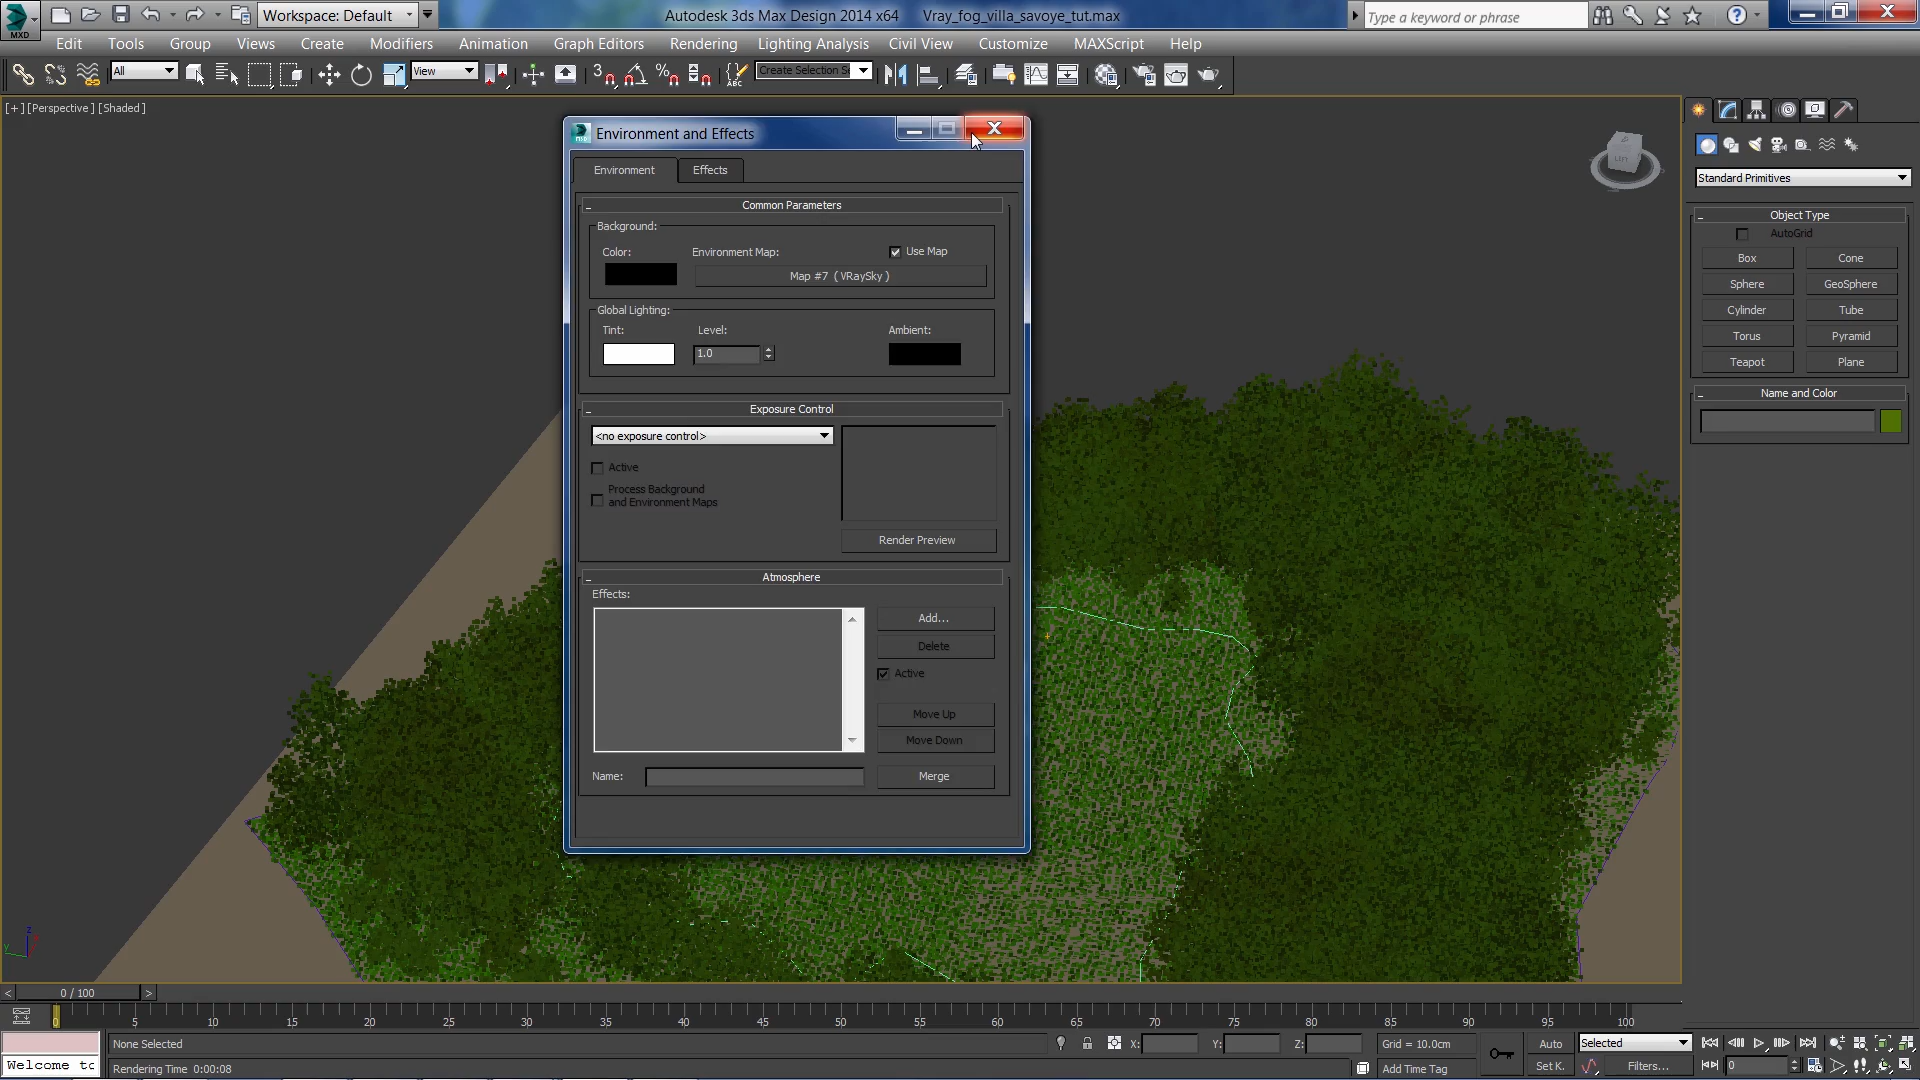 MXD
Workspace: Default
Autodesk 3ds Max Design 2014 x64 Vray_fog_villa_savoye_tut.max
Type a keyword or phrase
Edit Tools Group Views Create Modifiers Animation Graph Editors Rendering Lighting Analysis Civil View Customize MAXScript Help
All View 3 ABC Create Selection Se
[+] [Perspective] [Shaded]
Environment and Effects
Environment Effects
Common Parameters
Background:
Color: Environment Map: Use Map
Map #7 ( VRaySky )
Global Lighting:
Tint: Level: Ambient:
1.0
Exposure Control
<no exposure control>
Active
Process Background
and Environment Maps
Render Preview
Atmosphere
Effects:
Add...
Delete
Active
Move Up
Move Down
Name: Merge
Standard Primitives
Object Type
AutoGrid
Box Cone
Sphere GeoSphere
Cylinder Tube
Torus Pyramid
Teapot Plane
Name and Color
z
y
0 / 100
0 5 10 15 20 25 30 35 40 45 50 55 60 65 70 75 80 85 90 95 100
None Selected X: Y: Z: Grid = 10.0cm Auto Selected
Welcome tc Rendering Time 0:00:08 Add Time Tag Set K. Filters... 0